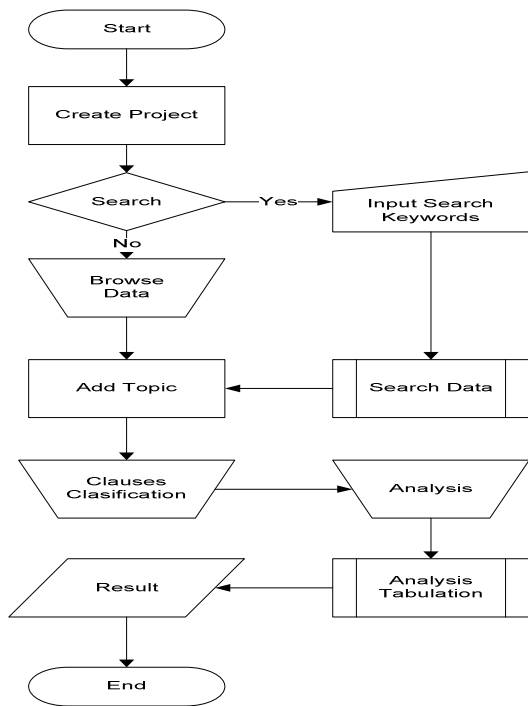 Start
Create Project
Search
Yes
Input Search
Keywords
No
Browse
Data
Add Topic
Search Data
Clauses
Clasification
Analysis
Result
Analysis
Tabulation
End